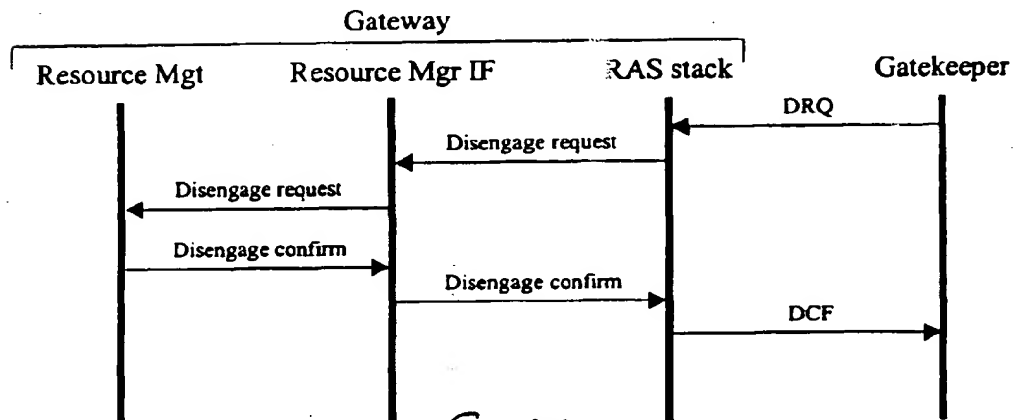 Gateway
Resource Mgt Resource Mgr IF RAS stack Gatekeeper
DRQ
Disengage request
Disengage request
Disengage confirm
Disengage confirm
DCF